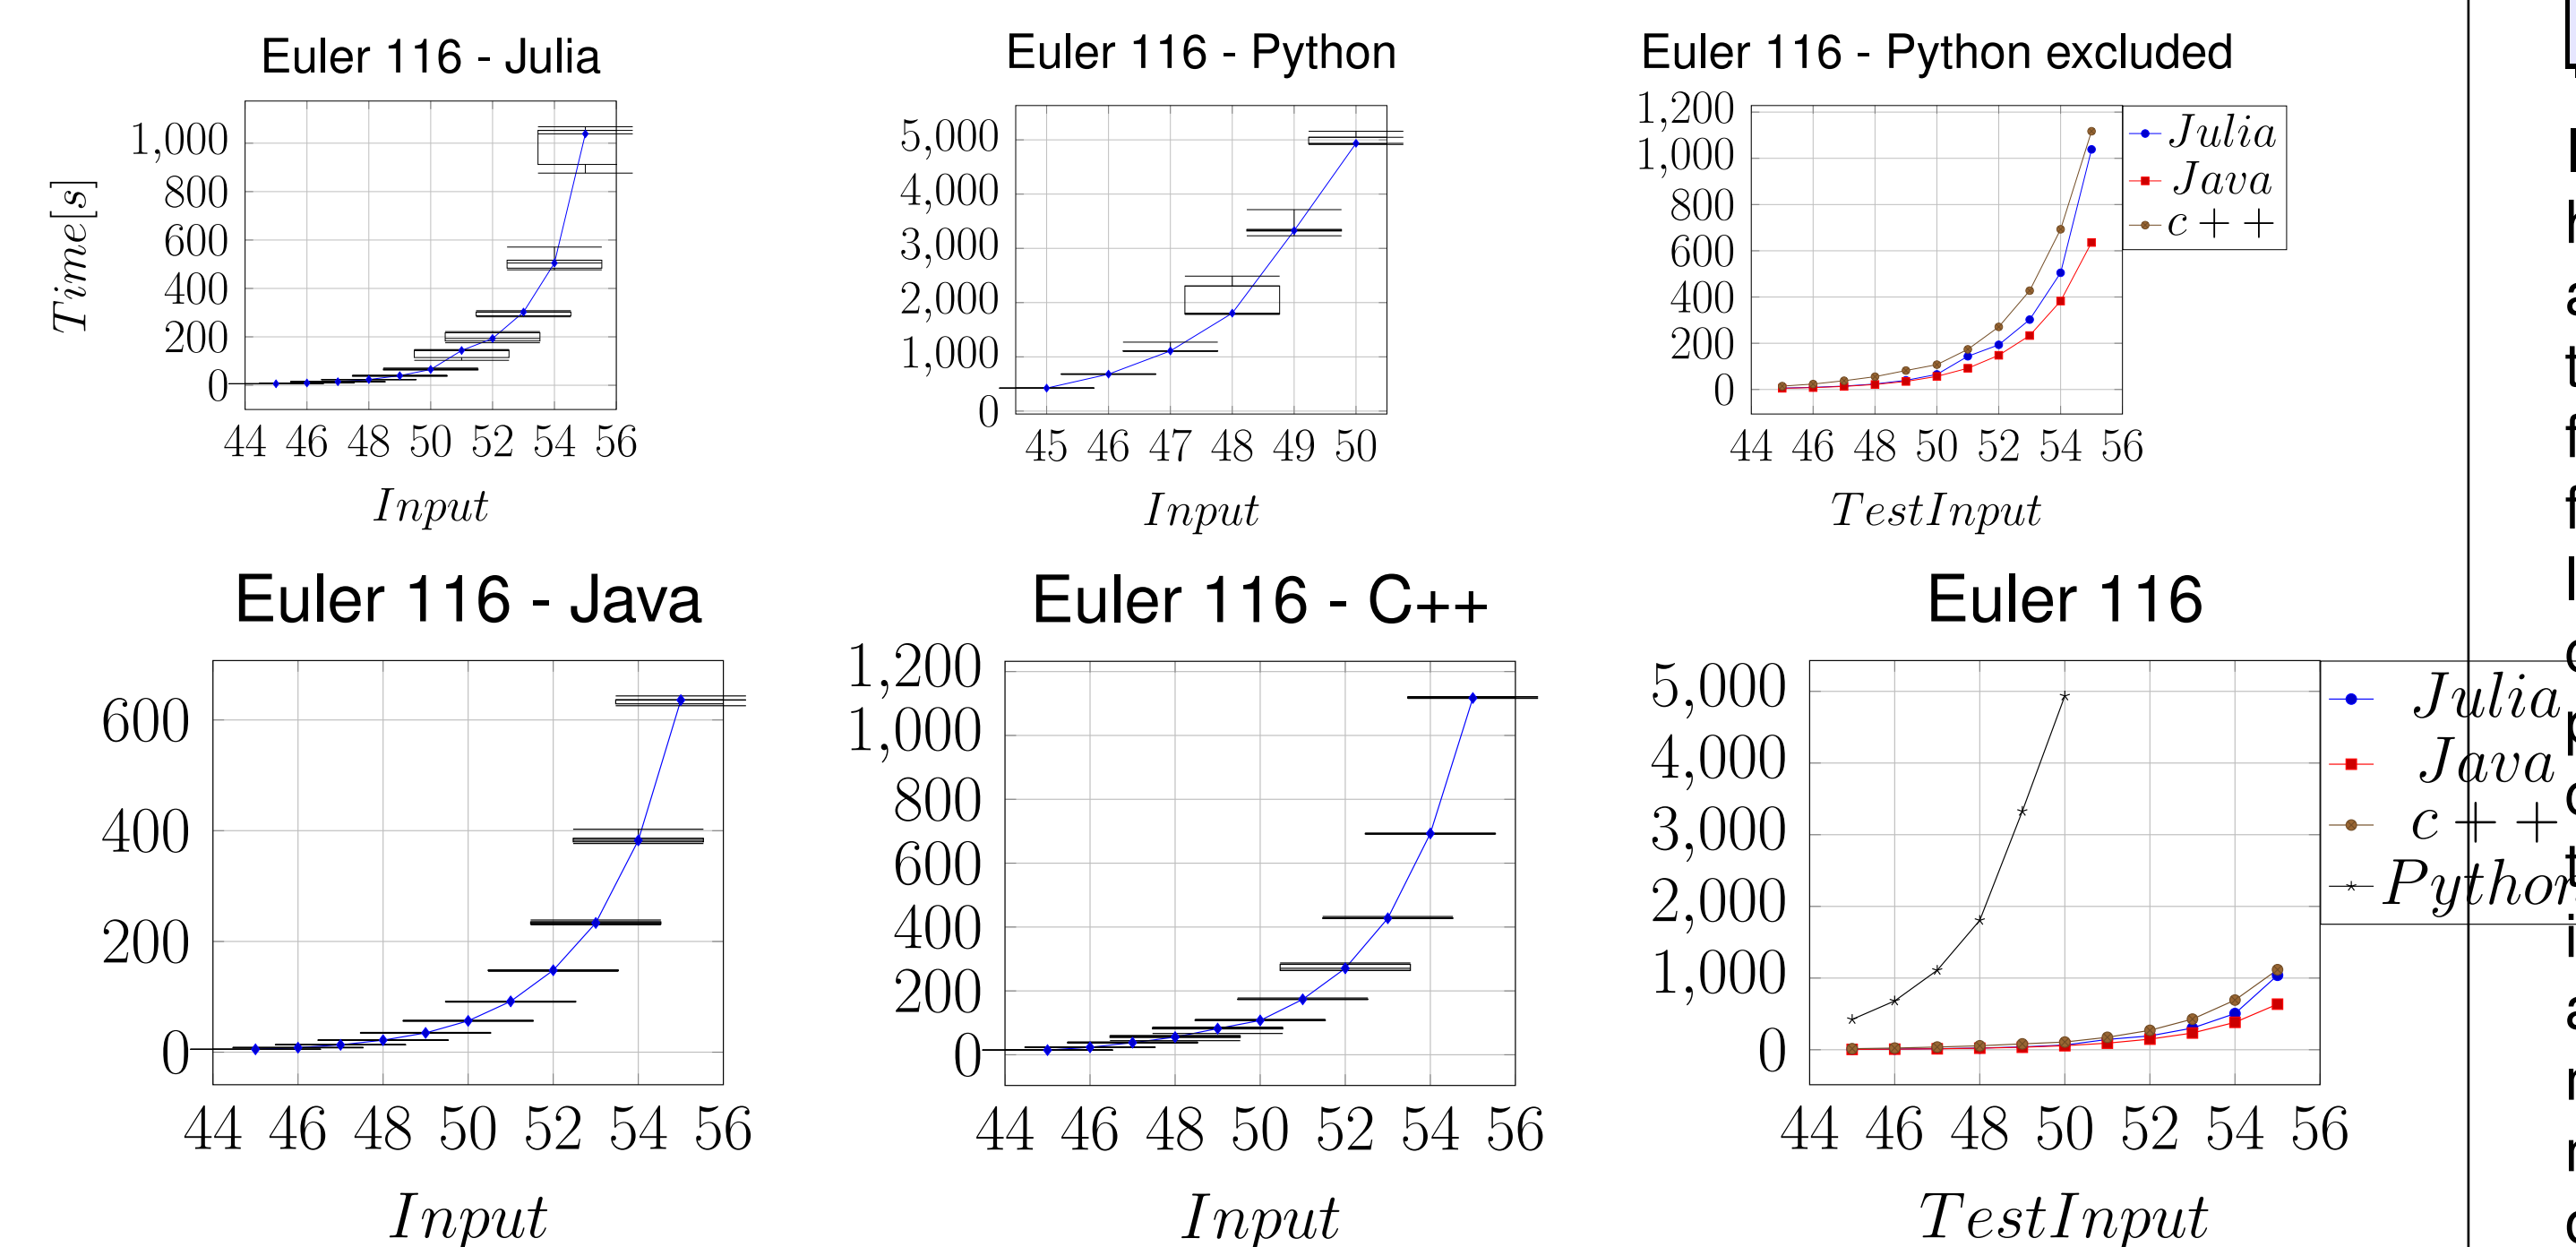 Euler 116 - Julia
Time[s]
1,000
800
600
400
200
0
44 46 48 50 52 54 56
Input
Euler 116 - Python
5,000
4,000
3,000
2,000
1,000
0
45 46 47 48 49 50
Input
Euler 116 - Python excluded
1,200
1,000
800
600
400
200
0
44 46 48 50 52 54 56
TestInput
Julia
Java
c + +
Euler 116 - Java
600
400
200
0
44 46 48 50 52 54 56
Input
Euler 116 - C++
1,200
1,000
800
600
400
200
0
44 46 48 50 52 54 56
Input
Euler 116
5,000
4,000
3,000
2,000
1,000
0
44 46 48 50 52 54 56
TestInput
Julia
Java
c + +
Python